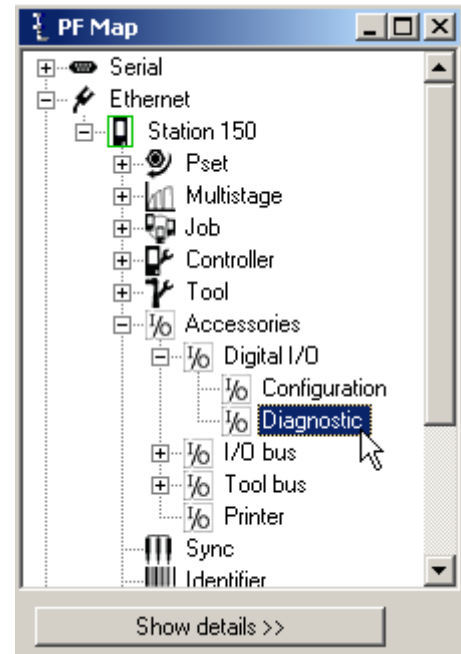 PF Map
Serial
Ethernet
Station 150
Pset
Multistage
Job
Controller
Tool
I/O Accessories
I/O Digital I/O
I/O Configuration
I/O Diagnostic
I/O I/O bus
I/O Tool bus
I/O Printer
Sync
Identifier
Show details >>